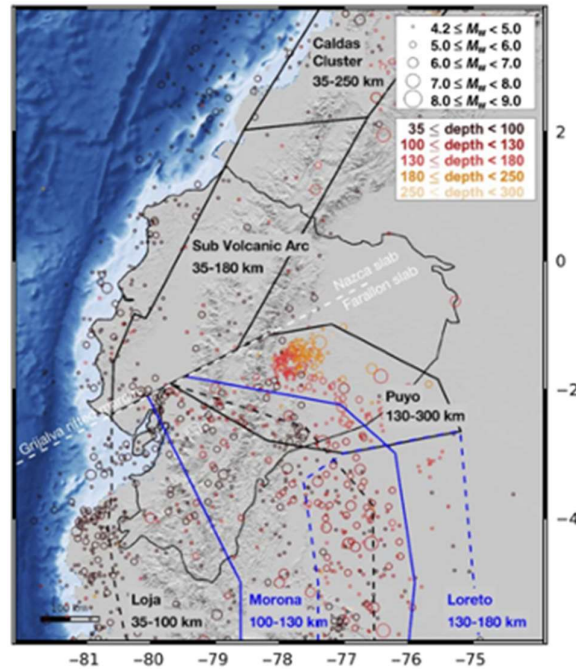 Caldas
Cluster
35-250 km
4.2 ≤ Mw < 5.0
5.0 ≤ Mw < 6.0
6.0 ≤ Mw < 7.0
7.0 ≤ Mw < 8.0
8.0 ≤ Mw < 9.0
35 ≤ depth < 100
100 ≤ depth < 130
130 ≤ depth < 180
180 ≤ depth < 250
250 ≤ depth < 300
Sub Volcanic Arc
35-180 km
Nazca slab
Farallon slab
Puyo
130-300 km
Grijalva rifted
Loja
35-100 km
Morona
100-130 km
Loreto
130-180 km
km
2
0
−2
−4
−81
−80
−79
−78
−77
−76
−75